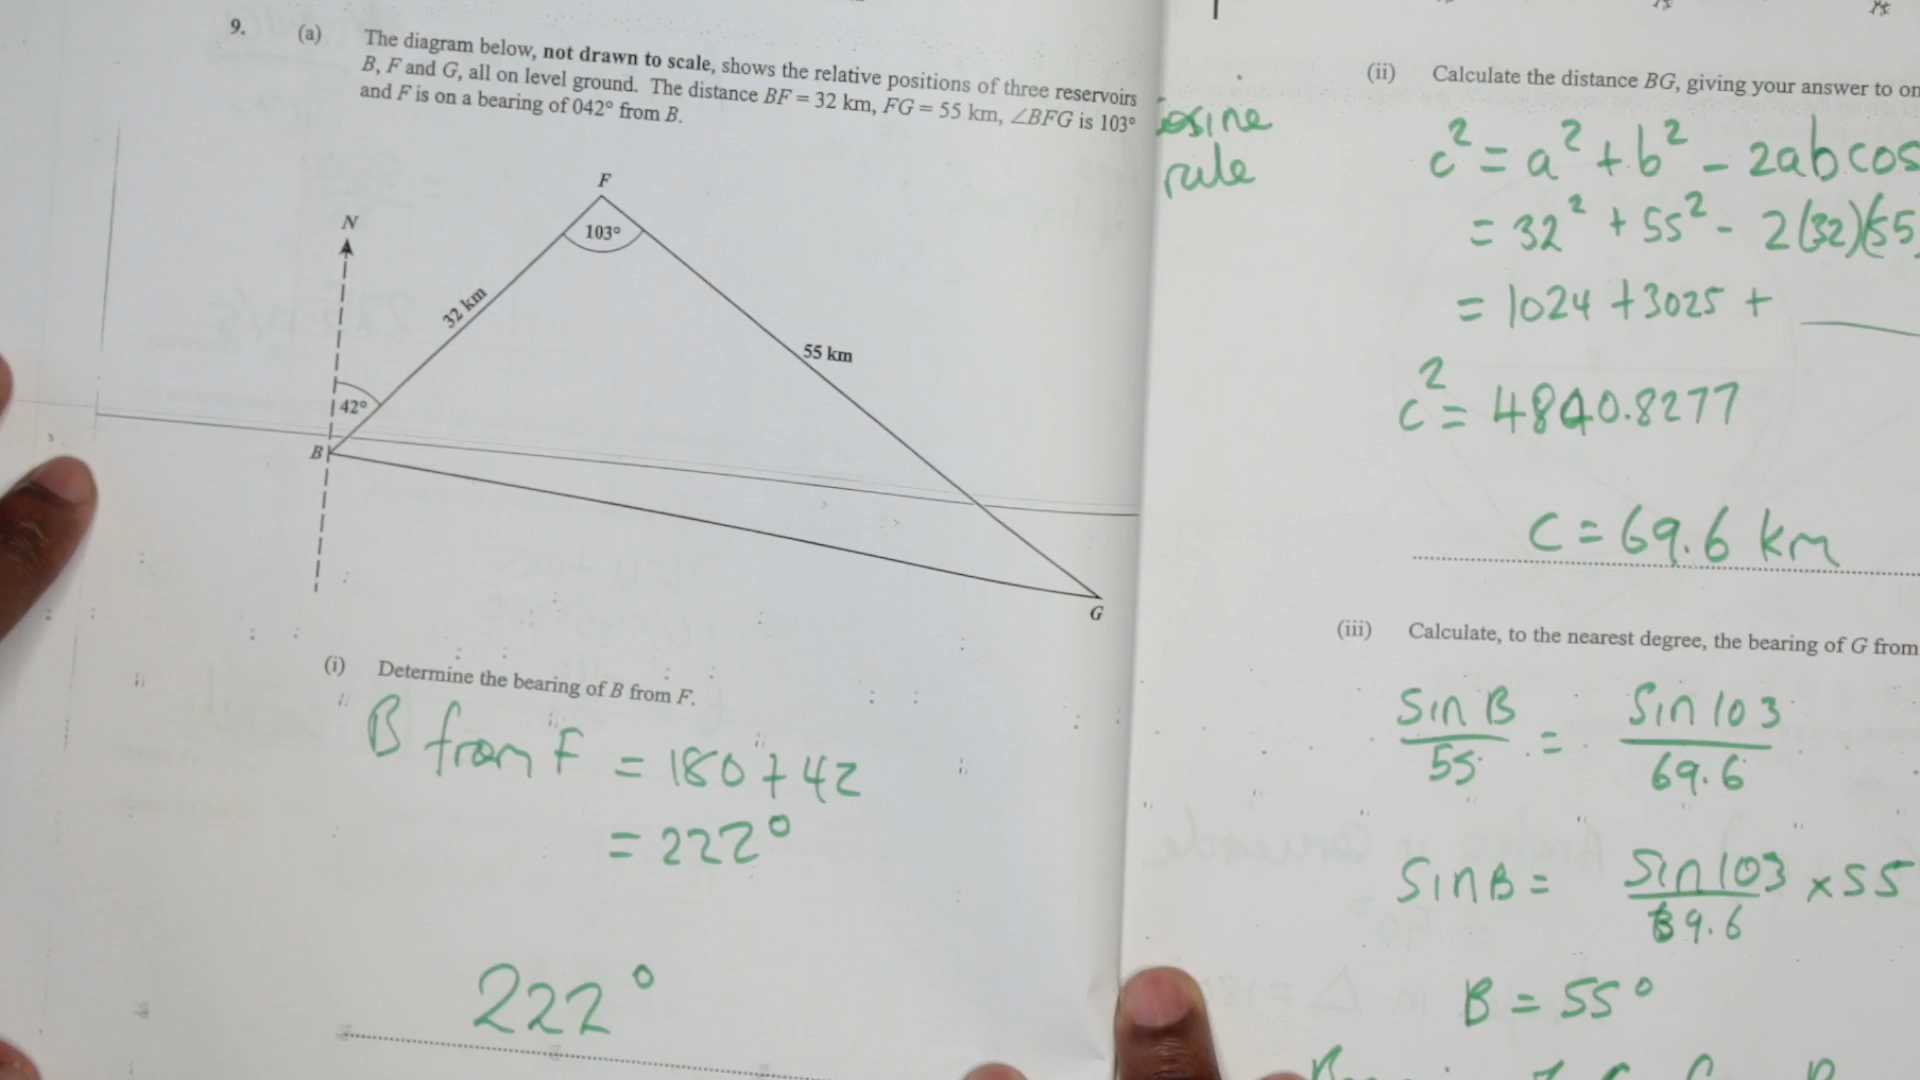 9. (a) The diagram below, not drawn to scale, shows the relative positions of three reservoirs
B, F and G, all on level ground. The distance BF = 32 km, FG = 55 km, ∠BFG is 103°
and F is on a bearing of 042° from B.
F
N
103°
32 km
55 km
42°
B
G
(i) Determine the bearing of B from F.
B from F = 180 + 42
= 222°
222°
(ii) Calculate the distance BG, giving your answer to on
Cosine
rule
c² = a² + b² - 2ab cos
= 32² + 55² - 2(32)(55
= 1024 + 3025 +
c² = 4840.8277
C = 69.6 km
(iii) Calculate, to the nearest degree, the bearing of G from
Sin B / 55 = Sin 103 / 69.6
Sin B = Sin 103 / 69.6 × 55
B = 55°